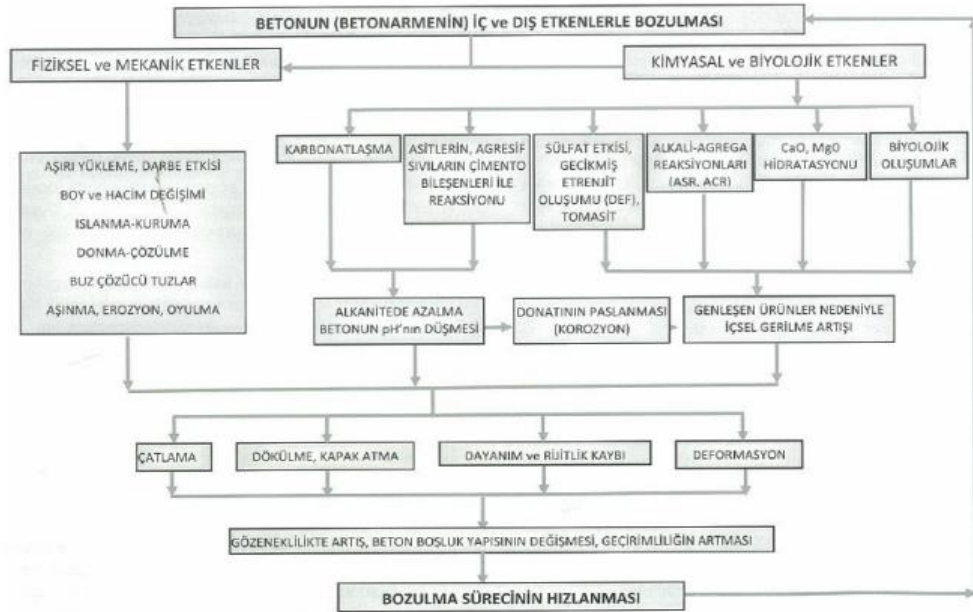 BETONUN (BETONARMENİN) İÇ ve DIŞ ETKENLERLE BOZULMASI
FİZİKSEL ve MEKANİK ETKENLER
KİMYASAL ve BİYOLOJİK ETKENLER
AŞIRI YÜKLEME, DARBE ETKİSİ
BOY ve HACİM DEĞİŞİMİ
ISLANMA-KURUMA
DONMA-ÇÖZÜLME
BUZ ÇÖZÜCÜ TUZLAR
AŞINMA, EROZYON, OYULMA
KARBONATLAŞMA
ASİTLERİN, AGRESİF
SIVILARIN ÇİMENTO
BİLEŞENLERİ İLE
REAKSİYONU
SÜLFAT ETKİSİ,
GECİKMİŞ
ETRENJİT
OLUŞUMU (DEF),
TOMASİT
ALKALİ-AGREGA
REAKSİYONLARI
(ASR, ACR)
CaO, MgO
HİDRATASYONU
BİYOLOJİK
OLUŞUMLAR
ALKANİTEDE AZALMA
BETONUN pH'nın DÜŞMESİ
DONATININ PASLANMASI
(KOROZYON)
GENLEŞEN ÜRÜNLER NEDENİYLE
İÇSEL GERİLME ARTIŞI
ÇATLAMA
DÖKÜLME, KAPAK ATMA
DAYANIM ve RİJİTLİK KAYBI
DEFORMASYON
GÖZENEKLİLİKTE ARTIŞ, BETON BOŞLUK YAPISININ DEĞİŞMESİ, GEÇİRİMLİLİĞİN ARTMASI
BOZULMA SÜRECİNİN HIZLANMASI